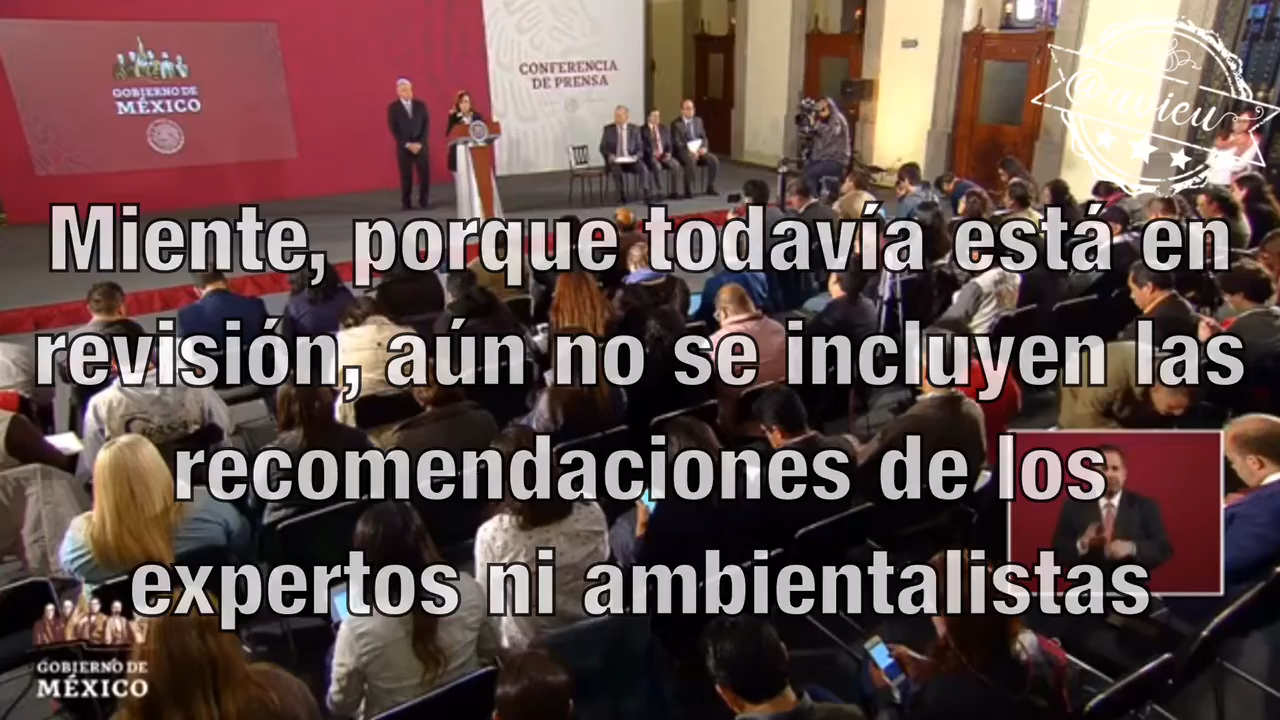 GOBIERNO DE
MÉXICO
CONFERENCIA
DE PRENSA
Miente, porque todavía está en
revisión, aún no se incluyen las
recomendaciones de los
expertos ni ambientalistas
GOBIERNO DE
MÉXICO